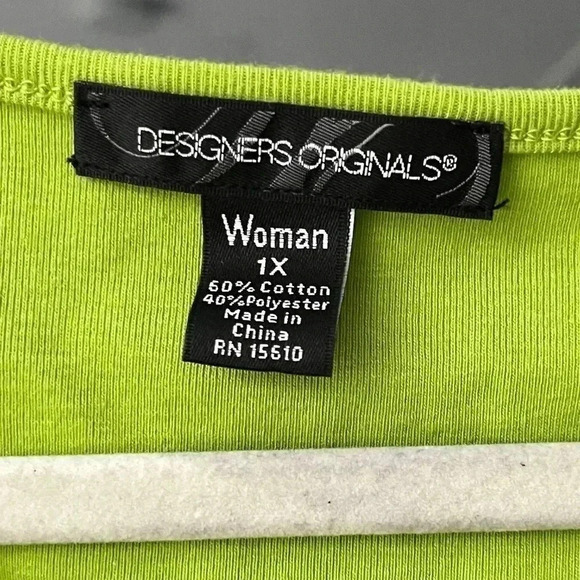 DESIGNERS ORIGINALS®
Woman
1X
60% Cotton
40%Polyester
Made in
China
RN 15610